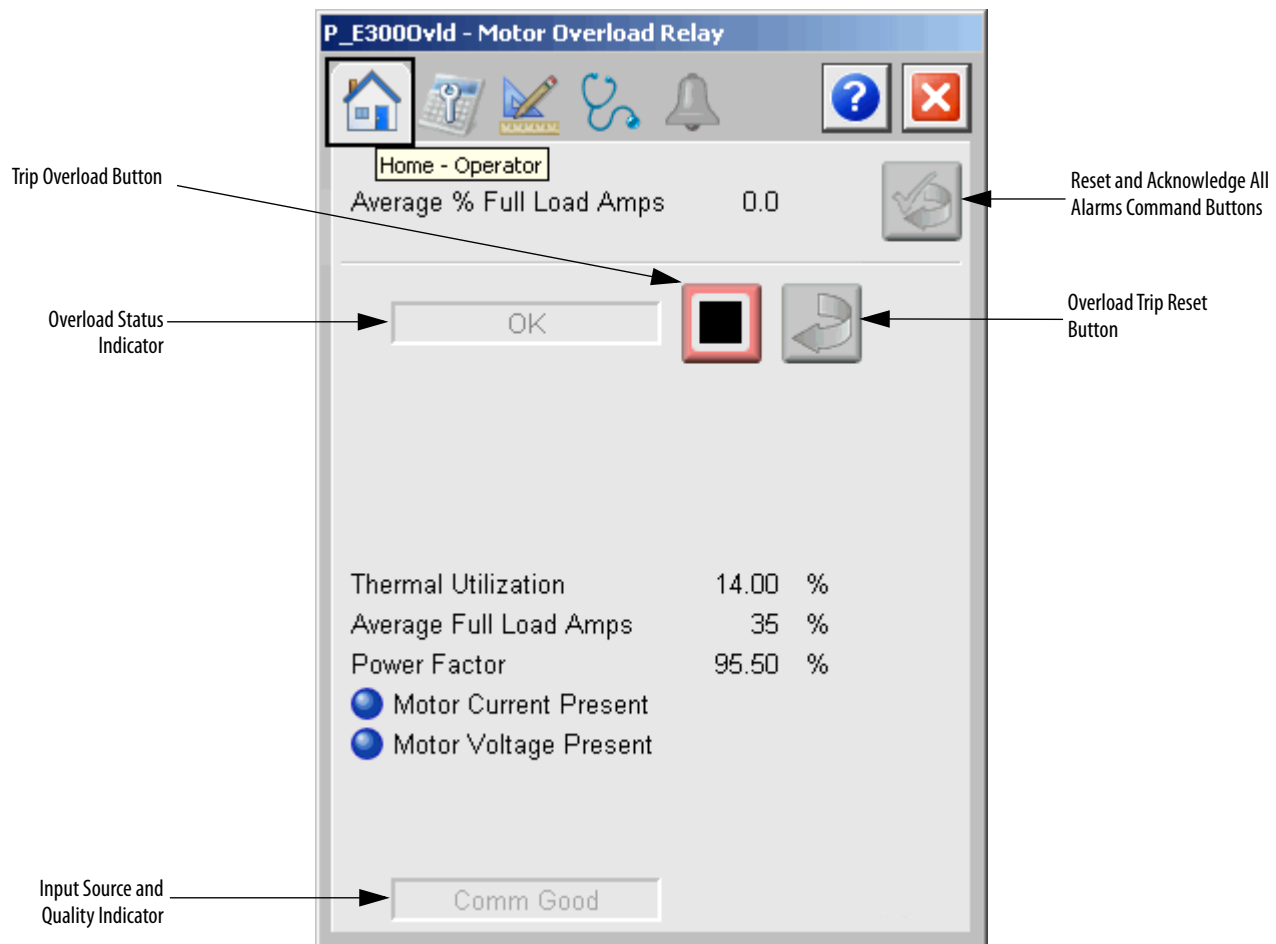 P_E300Ovld - Motor Overload Relay
Home - Operator
Trip Overload Button
Average % Full Load Amps 0.0
Reset and Acknowledge All
Alarms Command Buttons
Overload Status
Indicator
OK
Overload Trip Reset
Button
Thermal Utilization 14.00 %
Average Full Load Amps 35 %
Power Factor 95.50 %
Motor Current Present
Motor Voltage Present
Input Source and
Quality Indicator
Comm Good